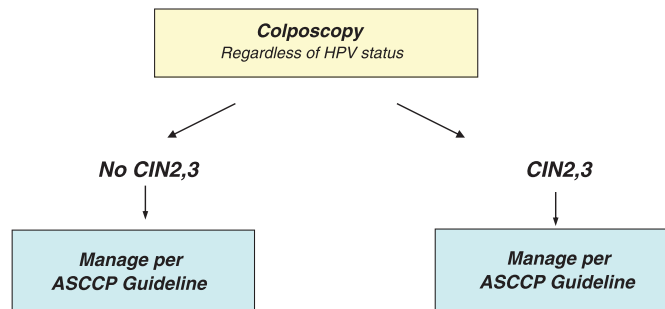 Colposcopy
Regardless of HPV status
No CIN2,3
CIN2,3
Manage per
ASCCP Guideline
Manage per
ASCCP Guideline